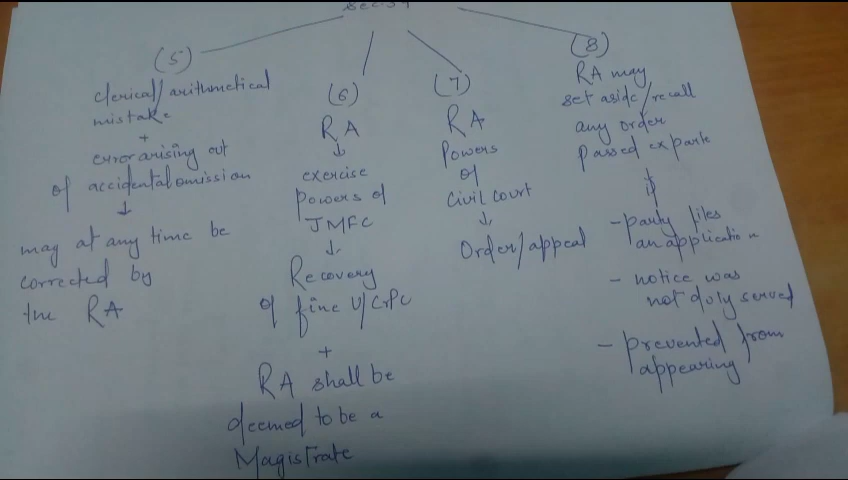 (5)
clerical/arithmetical
mistake
+
error arising out
of accidental omission
↓
may at any time be
corrected by
the RA
(6)
RA
↓
exercise
Powers of
JMFC
↓
Recovery
of fine U/CrPC
+
RA shall be
deemed to be a
Magistrate
(7)
RA
Powers
of
Civil court
↓
Order/appeal
(8)
RA may
set aside/recall
any order
passed ex parte
↓
if
- party files
an application
- notice was
not duly served
- prevented from
appearing